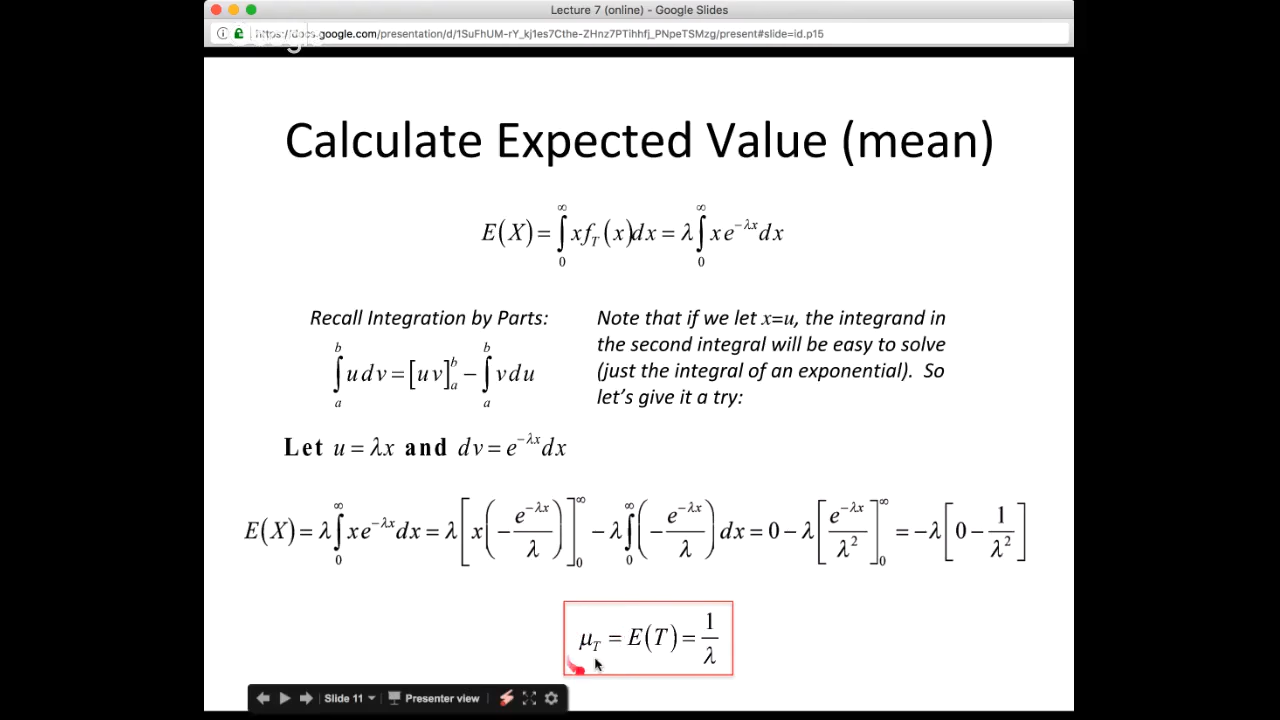 Lecture 7 (online) - Google Slides
https://docs.google.com/presentation/d/1SuFhUM-rY_kj1es7Cthe-ZHnz7PTihhfj_PNpeTSMzg/present#slide=id.p15
Calculate Expected Value (mean)
E(X) = ∫₀^∞ x f_T(x)dx = λ ∫₀^∞ x e^{-λx} dx
Recall Integration by Parts:
∫_a^b u dv = [uv]_a^b − ∫_a^b v du
Note that if we let x=u, the integrand in
the second integral will be easy to solve
(just the integral of an exponential). So
let's give it a try:
Let u = λx and dv = e^{-λx}dx
E(X) = λ ∫₀^∞ x e^{-λx} dx = λ [x(−e^{-λx}/λ)]₀^∞ − λ ∫₀^∞ (−e^{-λx}/λ) dx = 0 − λ [e^{-λx}/λ²]₀^∞ = −λ [0 − 1/λ²]
μ_T = E(T) = 1/λ
Slide 11 Presenter view